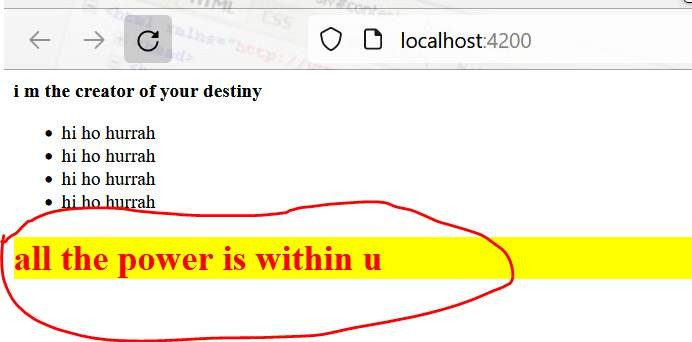 localhost:4200
i m the creator of your destiny
hi ho hurrah
hi ho hurrah
hi ho hurrah
hi ho hurrah
all the power is within u